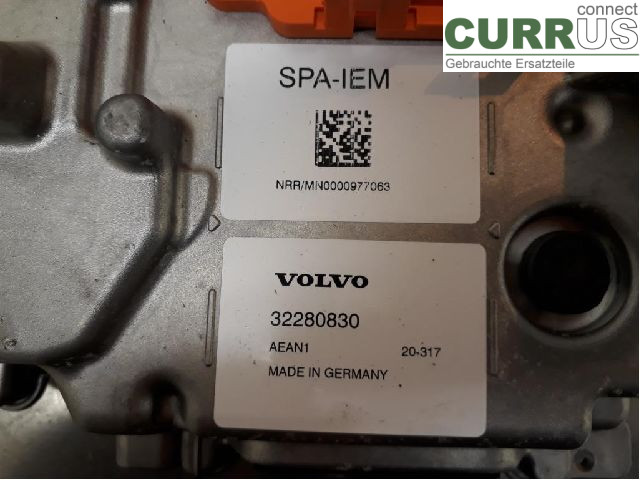 connect
CURRUS
Gebrauchte Ersatzteile
SPA-IEM
NRR/MN0000977063
VOLVO
32280830
AEAN1 20-317
MADE IN GERMANY